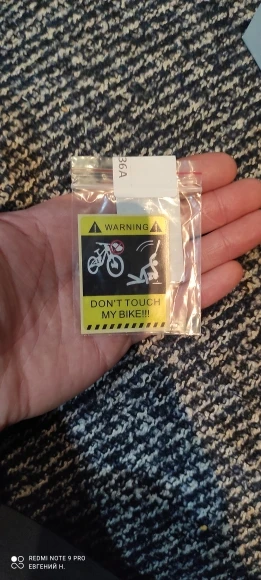 36A
WARNING
DON'T TOUCH
MY BIKE!!!
REDMI NOTE 9 PRO
ЕВГЕНИЙ Н.